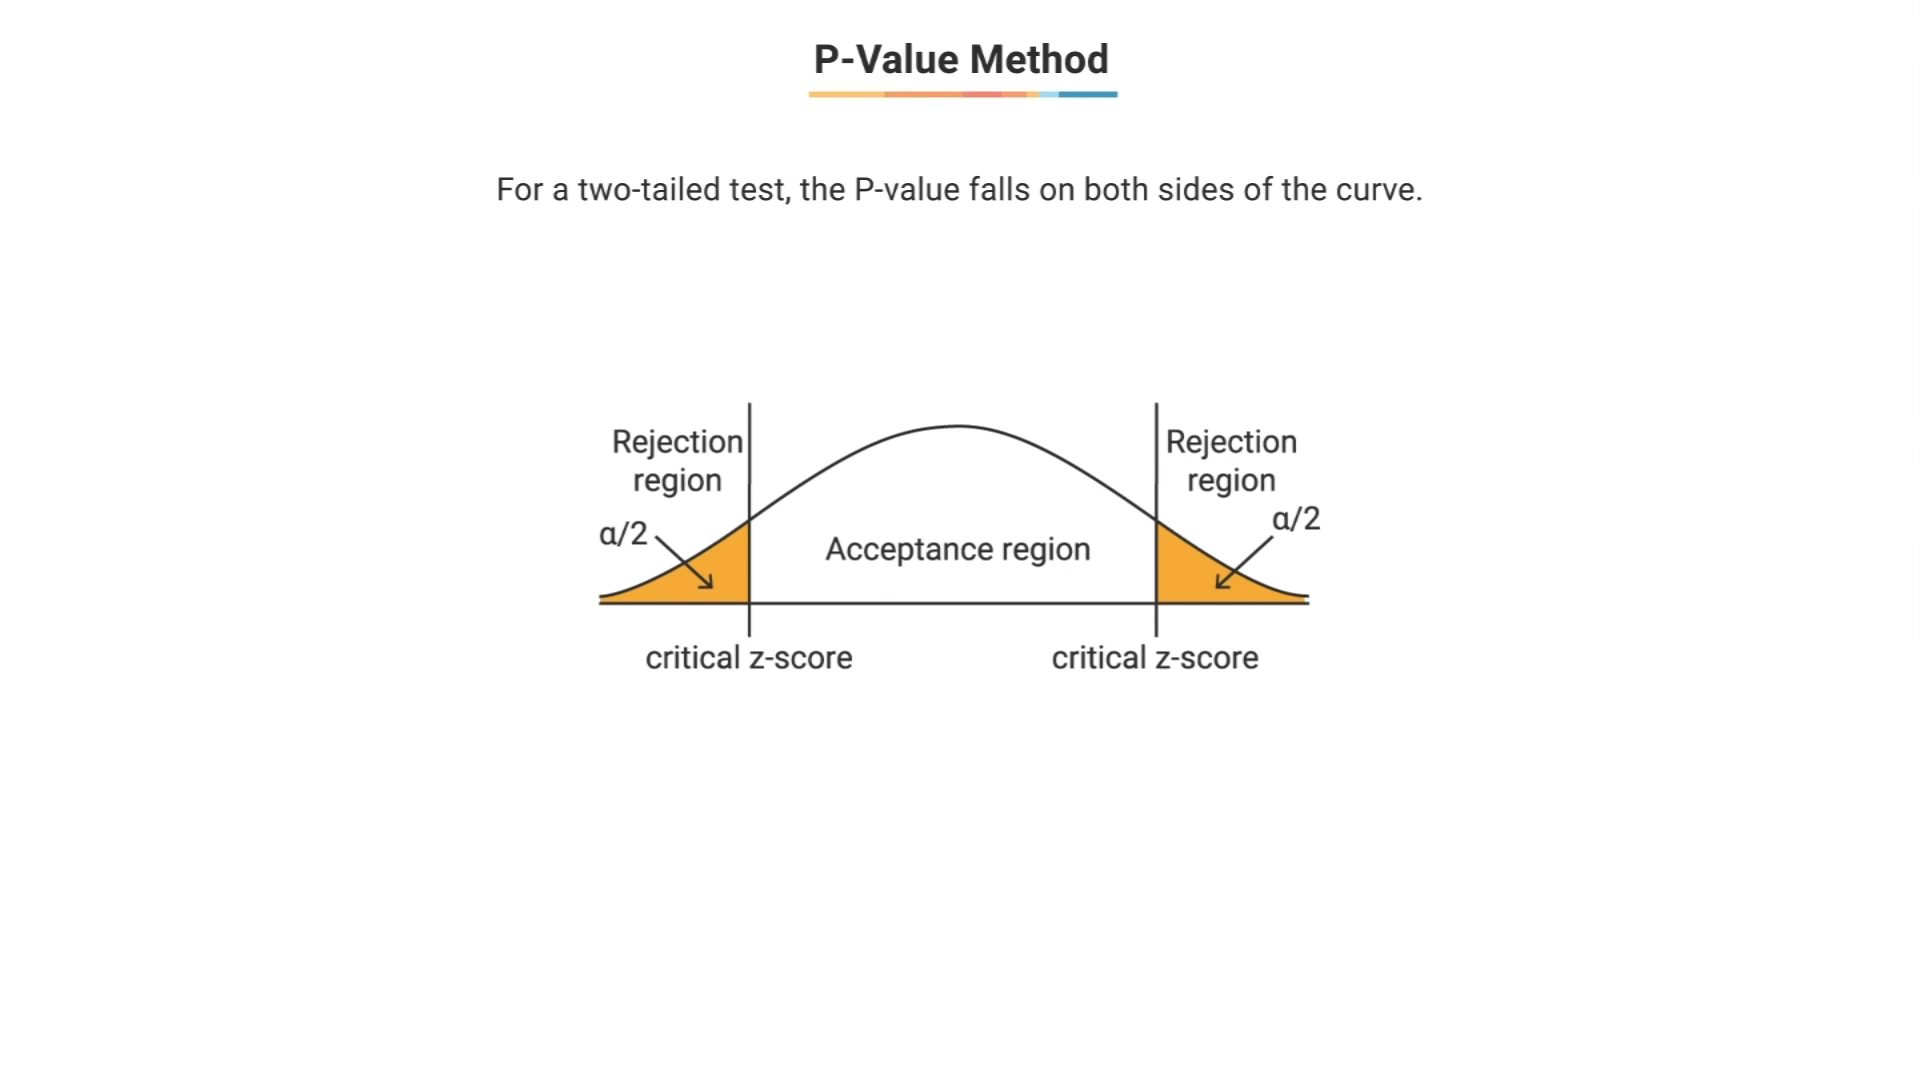 P-Value Method
For a two-tailed test, the P-value falls on both sides of the curve.
Rejection
region
α/2
Acceptance region
Rejection
region
α/2
critical z-score
critical z-score